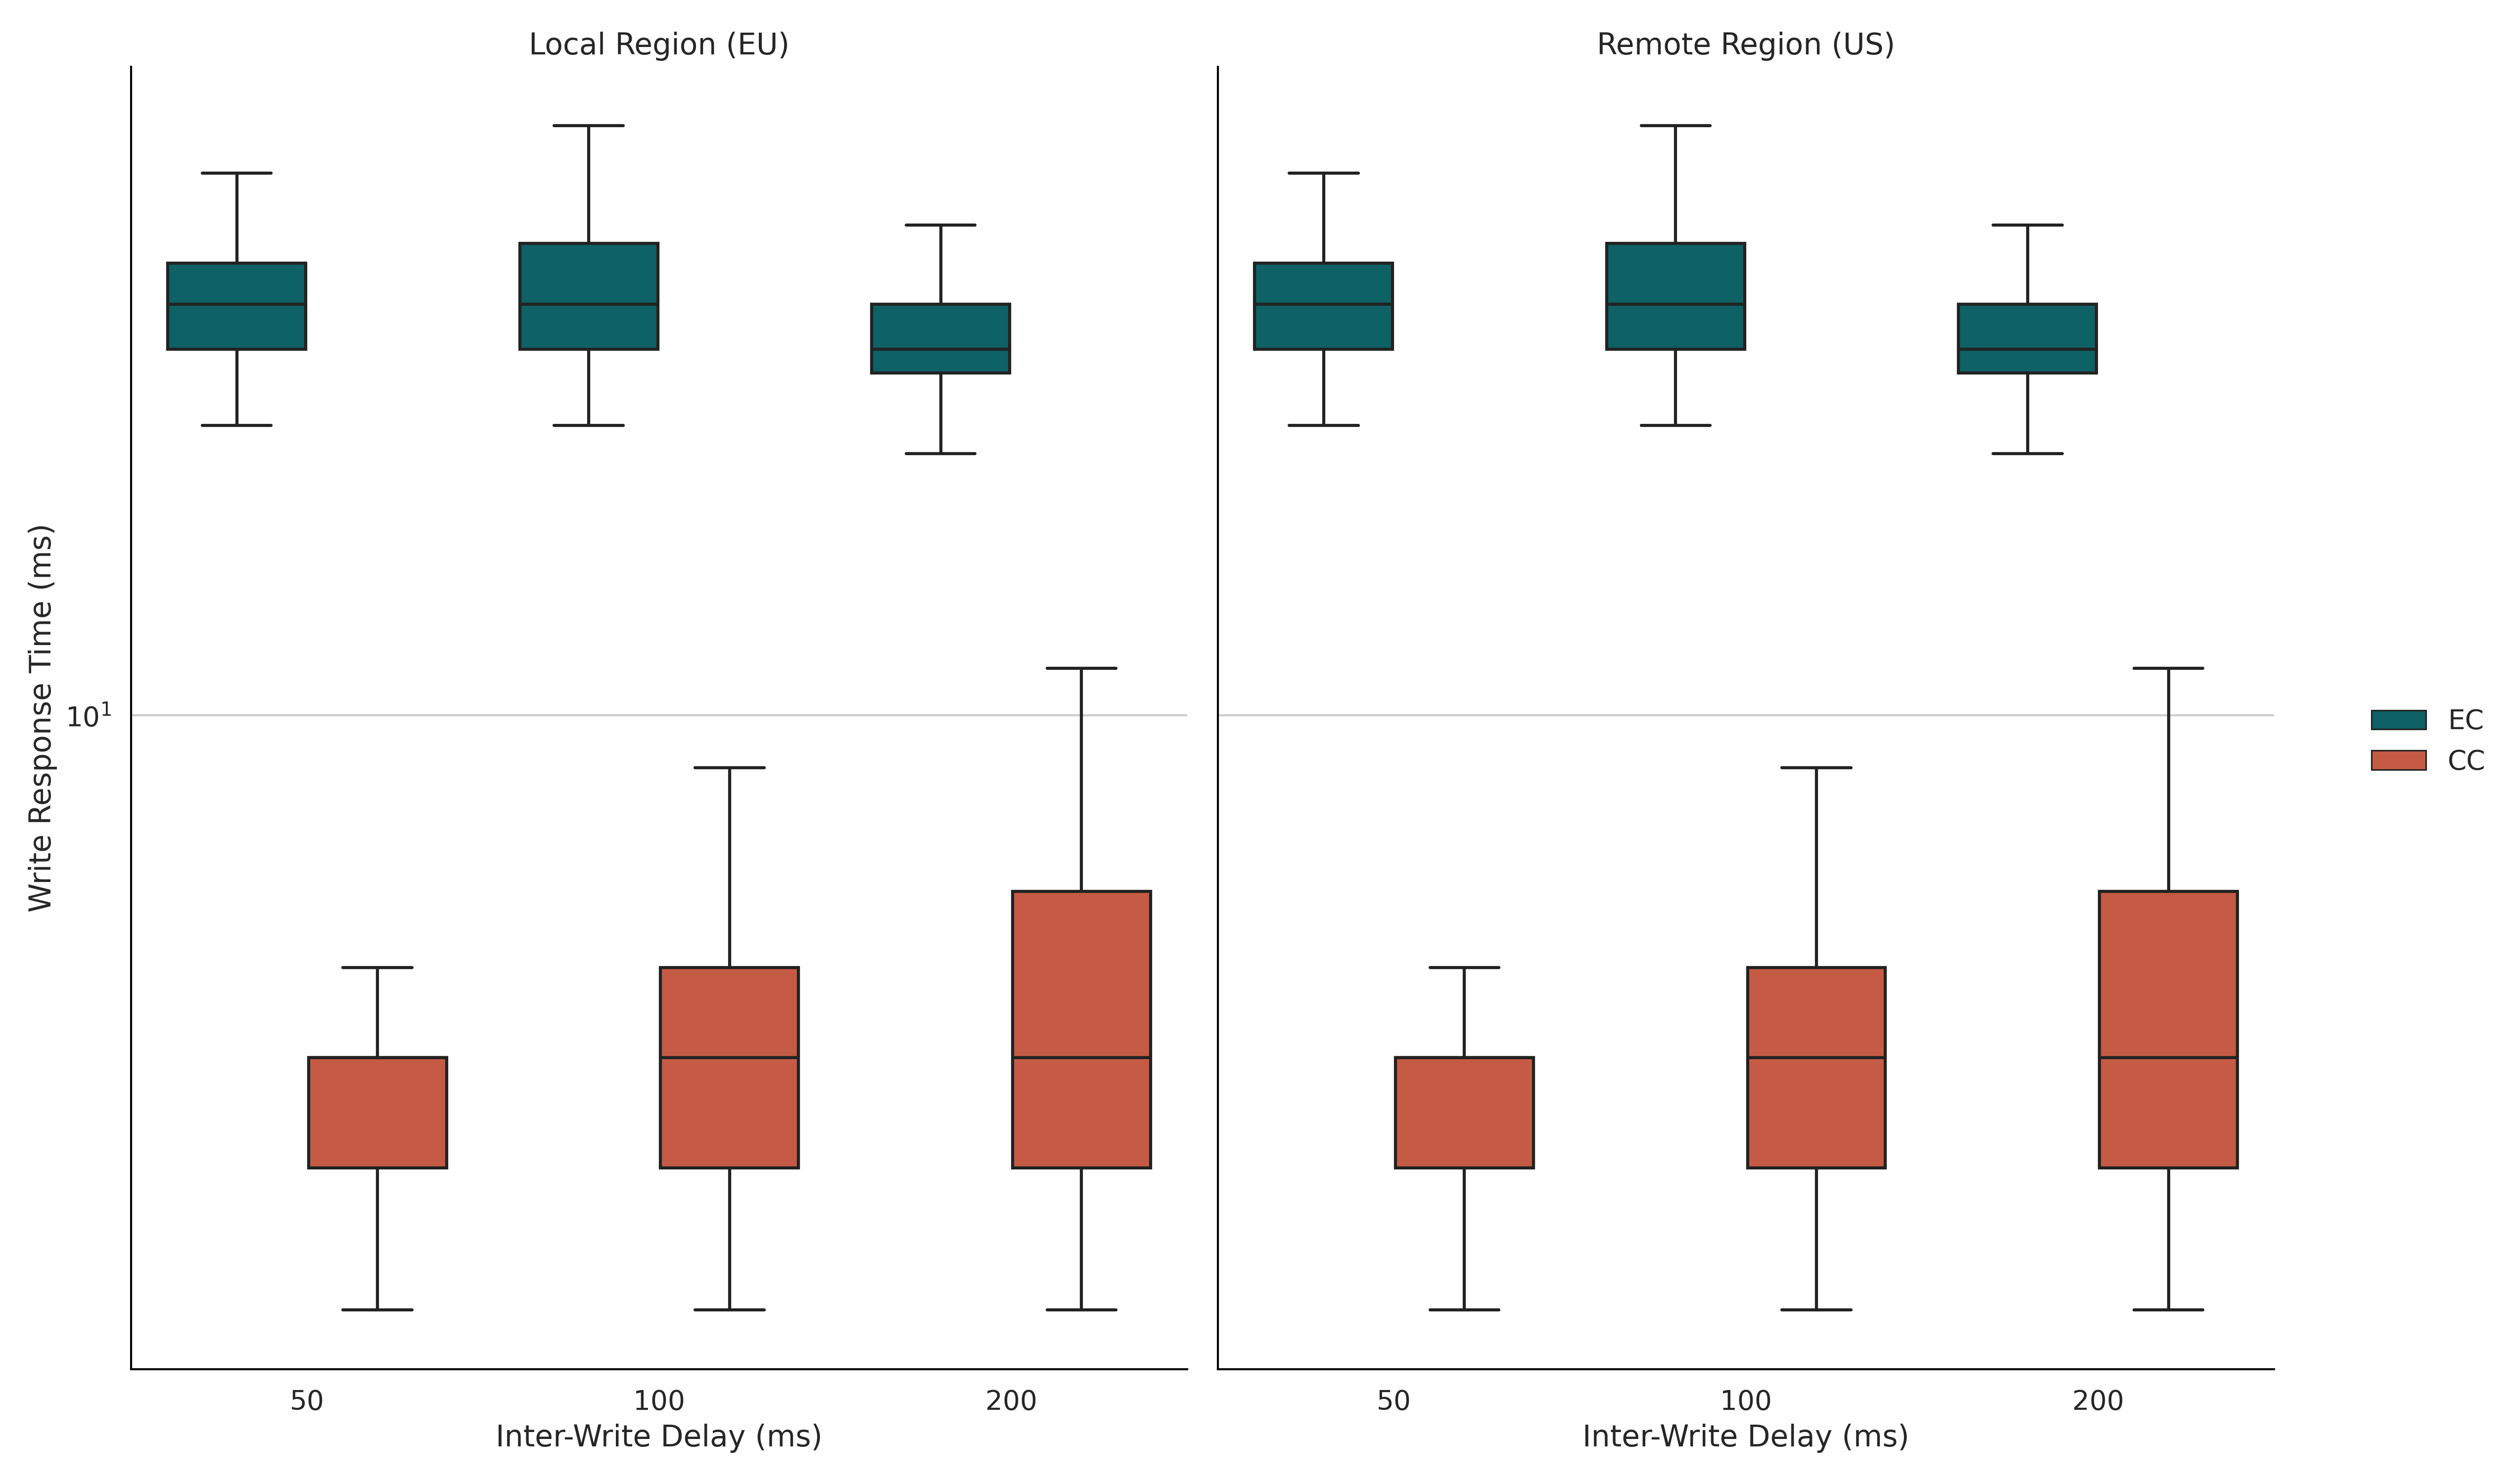 Local Region (EU)
Remote Region (US)
Write Response Time (ms)
10¹
EC
CC
50
100
200
50
100
200
Inter-Write Delay (ms)
Inter-Write Delay (ms)